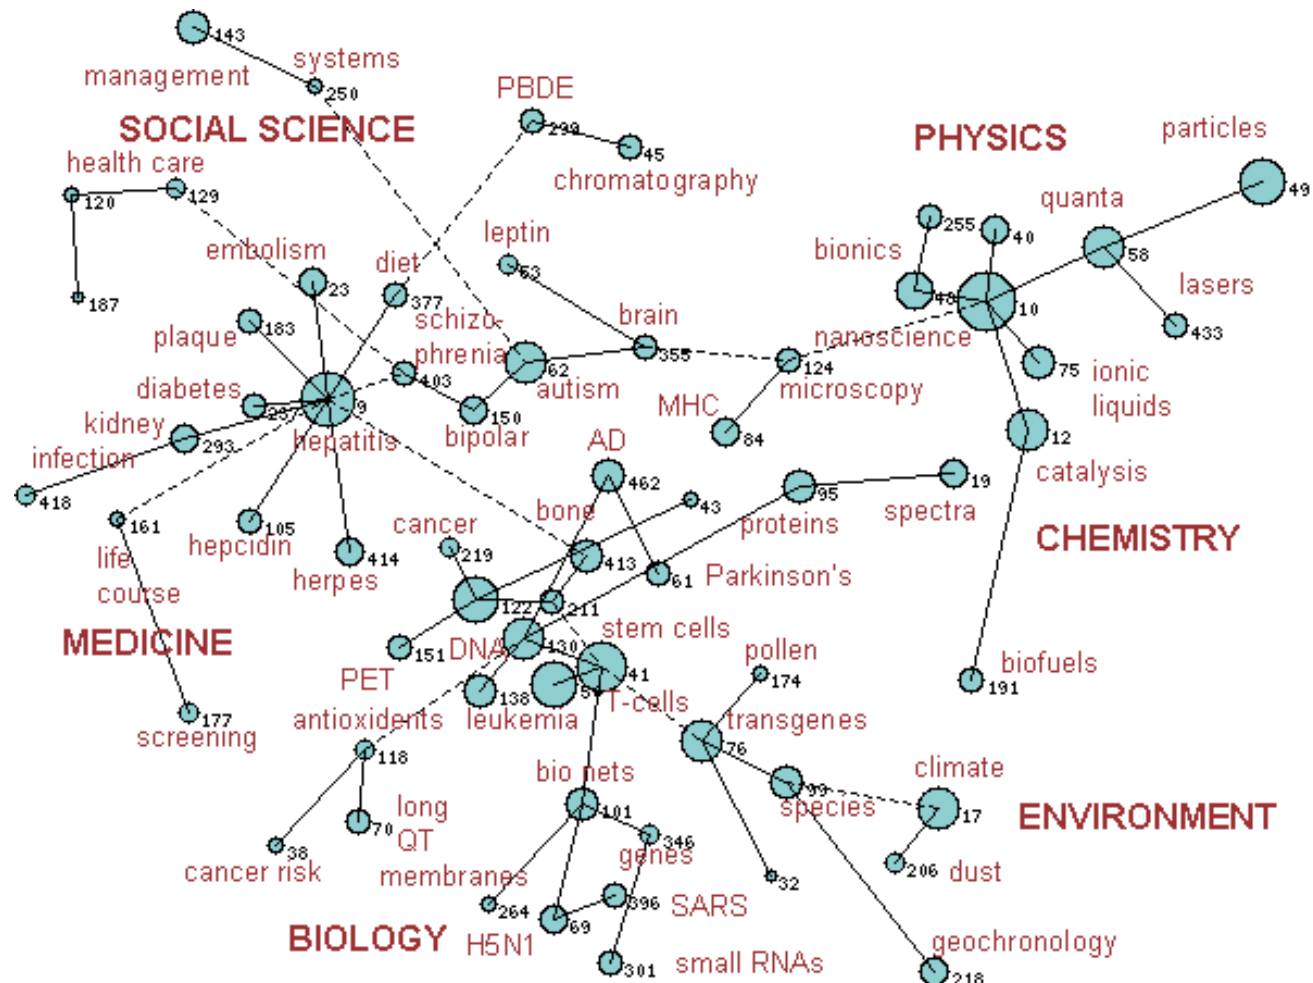 143
systems
management
250
PBDE
299
SOCIAL SCIENCE
PHYSICS
particles
45
chromatography
health care
129
120
49
quanta
255
40
58
leptin
embolism
diet
bionics
53
23
377
48
10
lasers
433
187
schizo-
phrenia
brain
nanoscience
plaque
183
355
124
microscopy
75
ionic
liquids
403
62
autism
diabetes
237
9
hepatitis
150
bipolar
MHC
84
12
catalysis
kidney
293
infection
418
AD
462
95
proteins
19
spectra
43
bone
161
105
hepcidin
cancer
219
413
414
herpes
CHEMISTRY
life
course
61
Parkinson's
122
211
MEDICINE
151
PET
DNA
130
stem cells
41
T-cells
pollen
174
biofuels
191
138
leukemia
5
177
screening
antioxidents
118
transgenes
76
bio nets
101
99
species
climate
17
ENVIRONMENT
long
QT
70
38
cancer risk
346
genes
206
dust
membranes
264
32
396
SARS
BIOLOGY
69
H5N1
301
small RNAs
geochronology
218